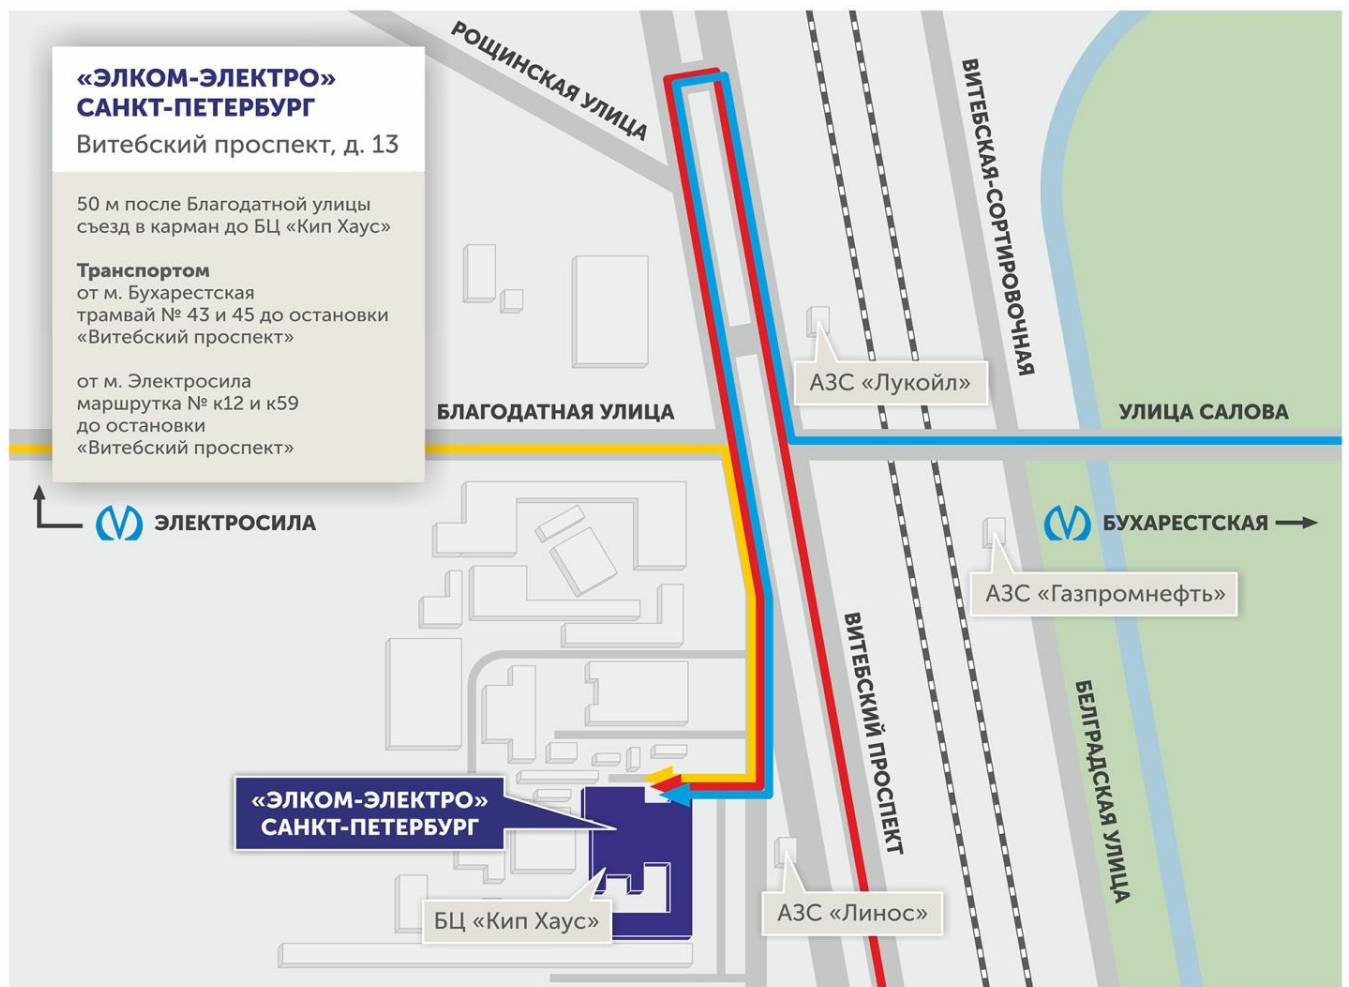 «ЭЛКОМ-ЭЛЕКТРО»
САНКТ-ПЕТЕРБУРГ
Витебский проспект, д. 13
50 м после Благодатной улицы
съезд в карман до БЦ «Кип Хаус»
Транспортом
от м. Бухарестская
трамвай № 43 и 45 до остановки
«Витебский проспект»
от м. Электросила
маршрутка № к12 и к59
до остановки
«Витебский проспект»
РОЩИНСКАЯ УЛИЦА
ВИТЕБСКАЯ-СОРТИРОВОЧНАЯ
АЗС «Лукойл»
БЛАГОДАТНАЯ УЛИЦА
УЛИЦА САЛОВА
ЭЛЕКТРОСИЛА
БУХАРЕСТСКАЯ
АЗС «Газпромнефть»
ВИТЕБСКИЙ ПРОСПЕКТ
БЕЛГРАДСКАЯ УЛИЦА
«ЭЛКОМ-ЭЛЕКТРО»
САНКТ-ПЕТЕРБУРГ
БЦ «Кип Хаус»
АЗС «Линос»